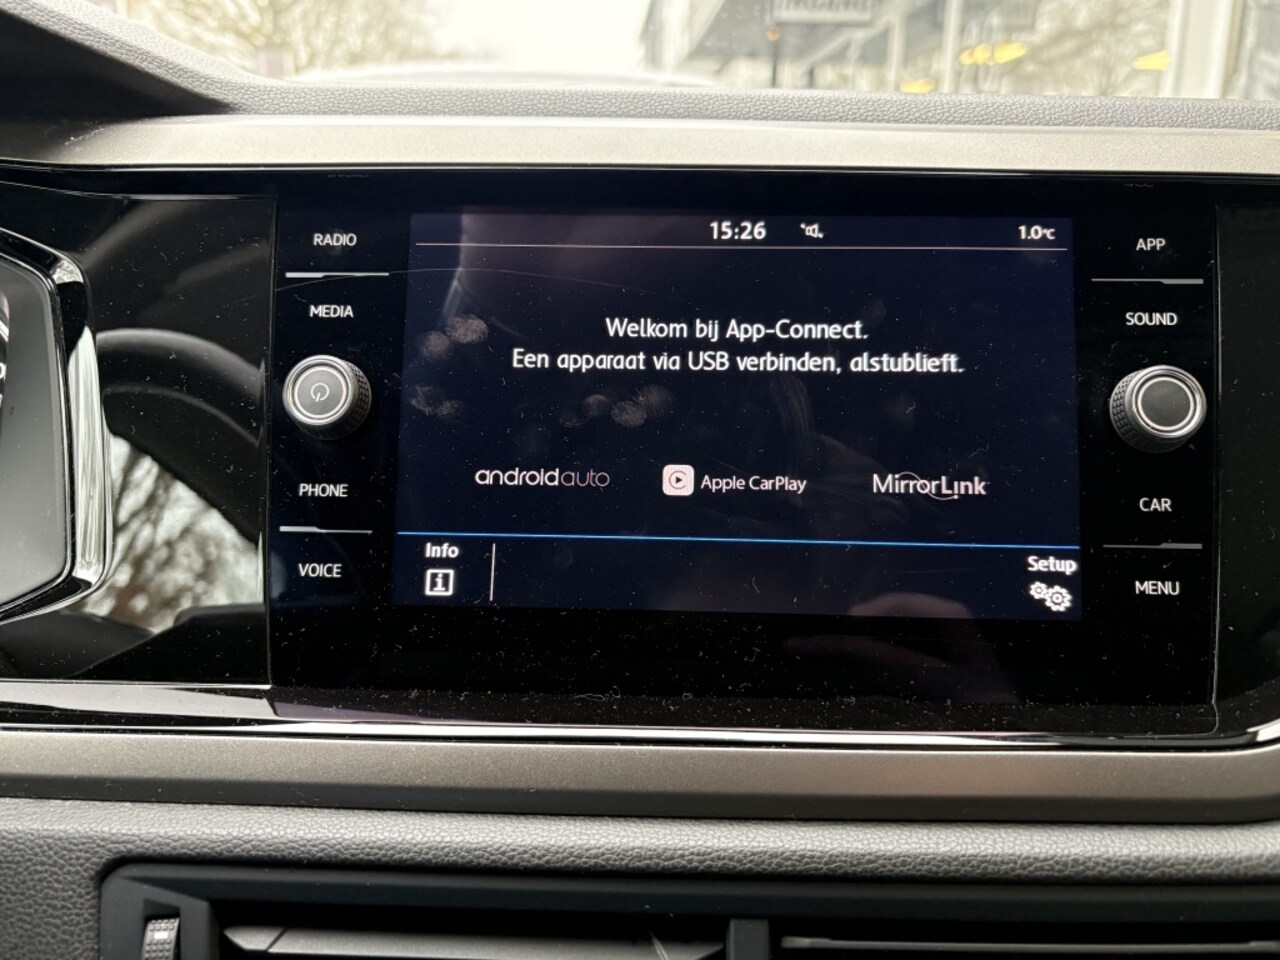 15:26
1.0°C
RADIO
MEDIA
PHONE
VOICE
Welkom bij App-Connect.
Een apparaat via USB verbinden, alstublieft.
androidauto
Apple CarPlay
MirrorLink
Info
i
Setup
APP
SOUND
CAR
MENU